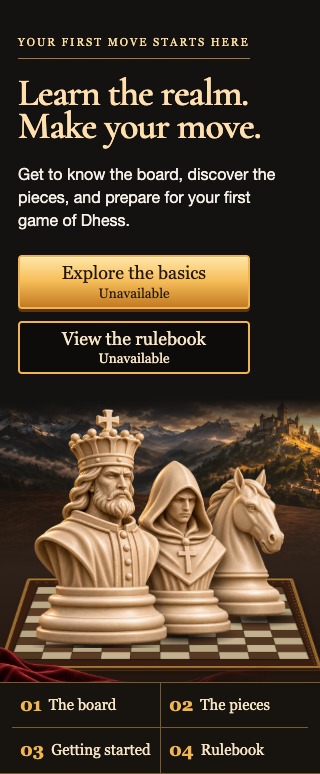 YOUR FIRST MOVE STARTS HERE
Learn the realm.
Make your move.
Get to know the board, discover the
pieces, and prepare for your first
game of Dhess.
Explore the basics
Unavailable
View the rulebook
Unavailable
01 The board
02 The pieces
03 Getting started
04 Rulebook